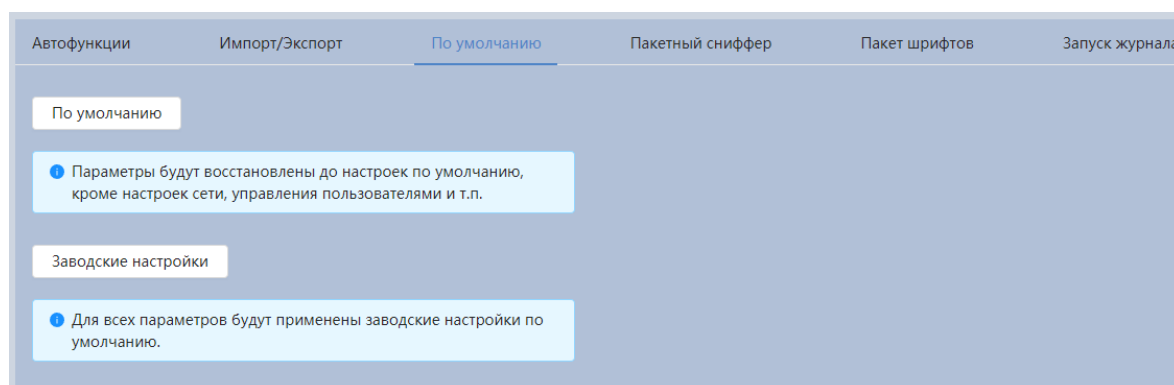 Автофункции Импорт/Экспорт По умолчанию Пакетный сниффер Пакет шрифтов Запуск журнала
По умолчанию
Параметры будут восстановлены до настроек по умолчанию,
кроме настроек сети, управления пользователями и т.п.
Заводские настройки
Для всех параметров будут применены заводские настройки по
умолчанию.